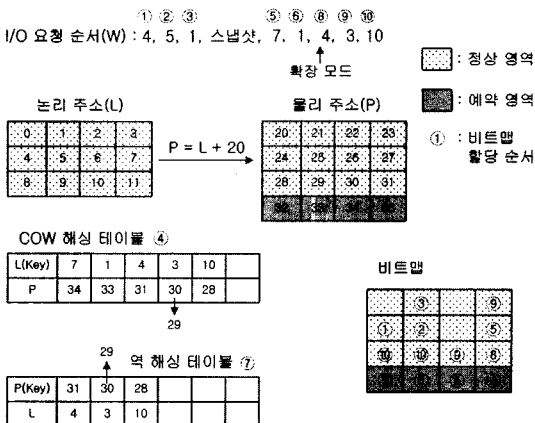 ① ② ③ ⑤ ⑥ ⑧ ⑨ ⑩
I/O 요청 순서(W) : 4, 5, 1, 스냅샷, 7, 1, 4, 3, 10
확장 모드
: 정상 영역
: 예약 영역
① : 비트맵 할당 순서
논리 주소(L)
0 1 2 3
4 5 6 7
8 9 10 11
P = L + 20
물리 주소(P)
20 21 22 23
24 25 26 27
28 29 30 31
COW 해싱 테이블 ④
L(Key) 7 1 4 3 10
P 34 33 31 30 28
29
29
역 해싱 테이블 ⑦
P(Key) 31 30 28
L 4 3 10
비트맵
③ ⑨
① ② ⑤
⑩ ⑩ ⑨ ⑧